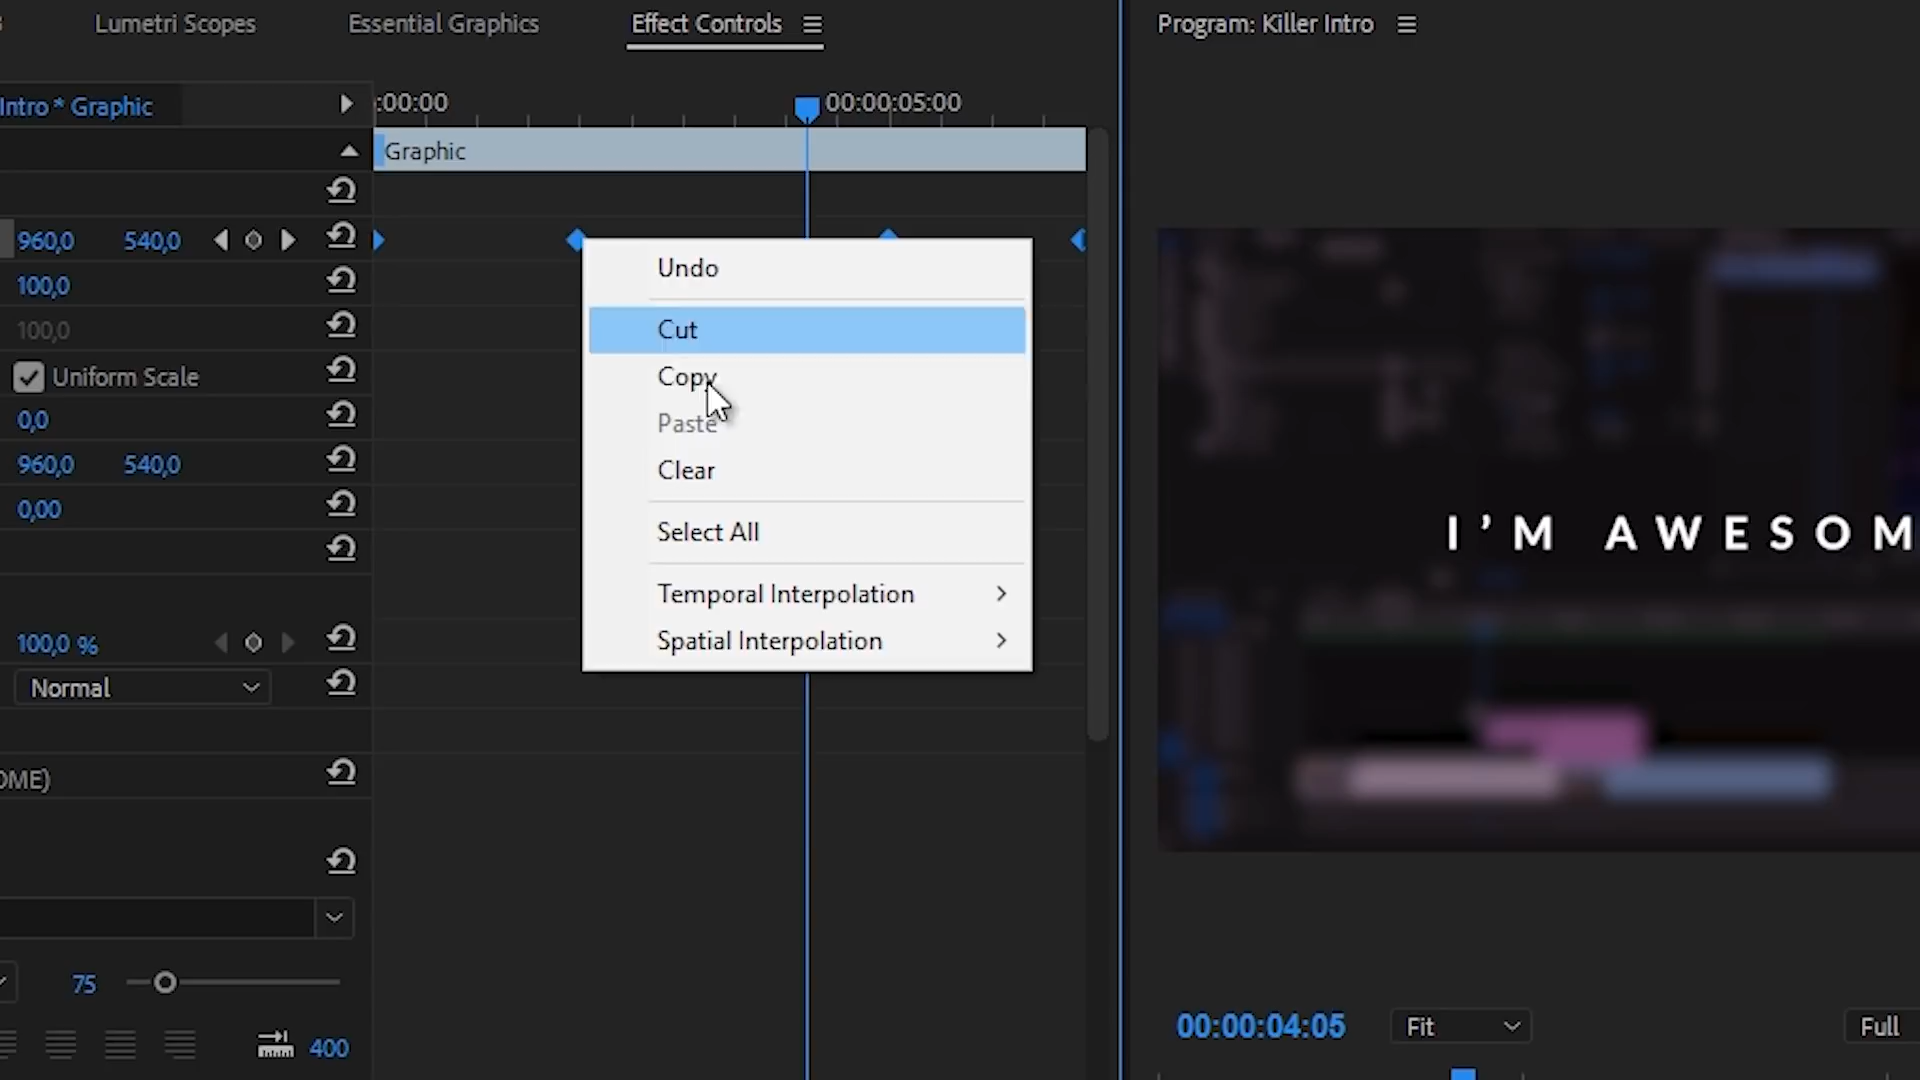 Lumetri Scopes
Essential Graphics
Effect Controls
Program: Killer Intro
Intro * Graphic
:00:00
00:00:05:00
Graphic
960,0 540,0
100,0
100,0
Uniform Scale
0,0
960,0 540,0
0,00
100,0 %
Normal
OME)
75
400
Undo
Cut
Copy
Paste
Clear
Select All
Temporal Interpolation
Spatial Interpolation
I’M AWESOM
00:00:04:05
Fit
Full